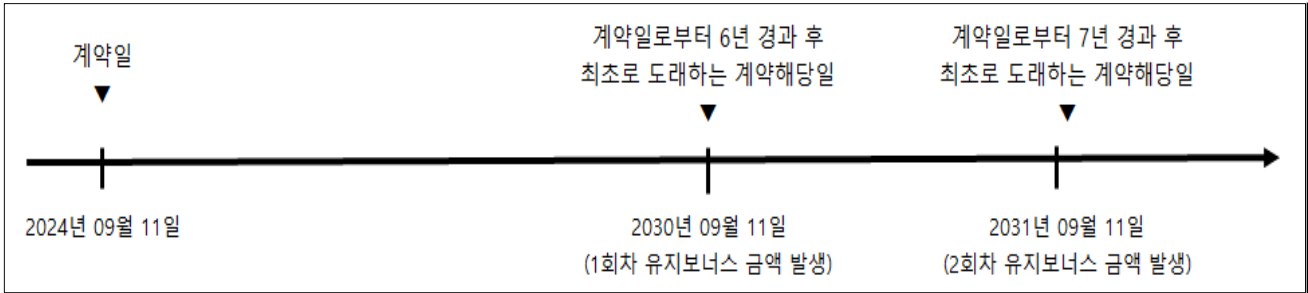 계약일
계약일로부터 6년 경과 후
최초로 도래하는 계약해당일
계약일로부터 7년 경과 후
최초로 도래하는 계약해당일
2024년 09월 11일
2030년 09월 11일
(1회차 유지보너스 금액 발생)
2031년 09월 11일
(2회차 유지보너스 금액 발생)